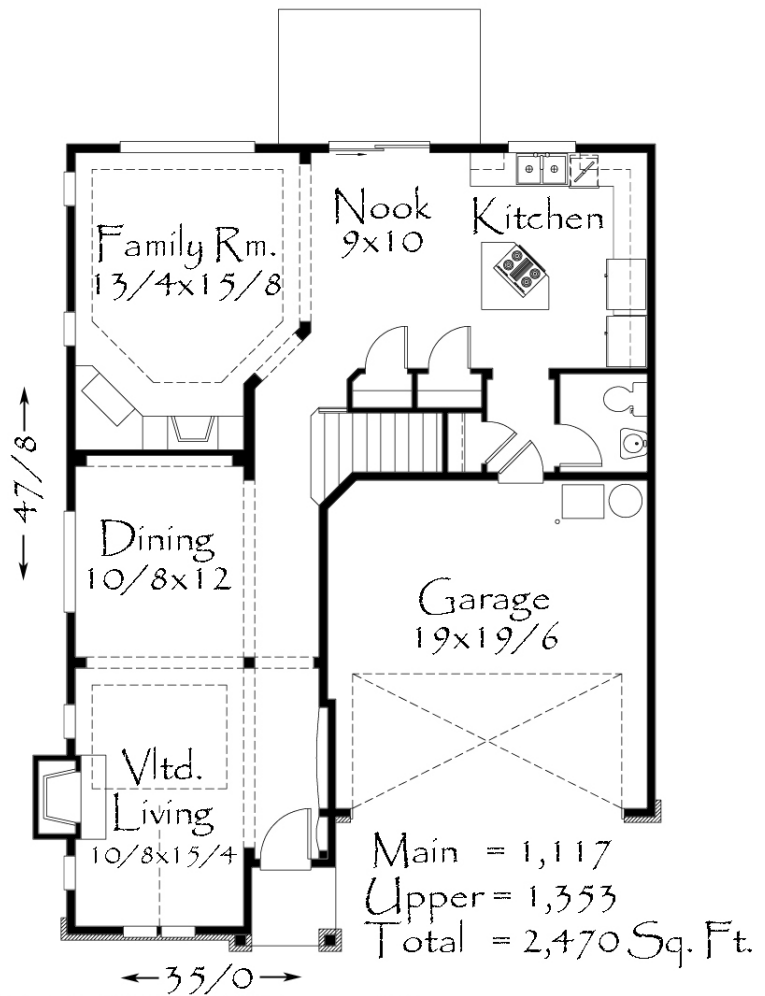 Nook
9x10
Kitchen
Family Rm.
13/4x15/8
47/8
Dining
10/8x12
Garage
19x19/6
Vltd.
Living
10/8x15/4
Main = 1,117
Upper = 1,353
Total = 2,470 Sq. Ft.
35/0